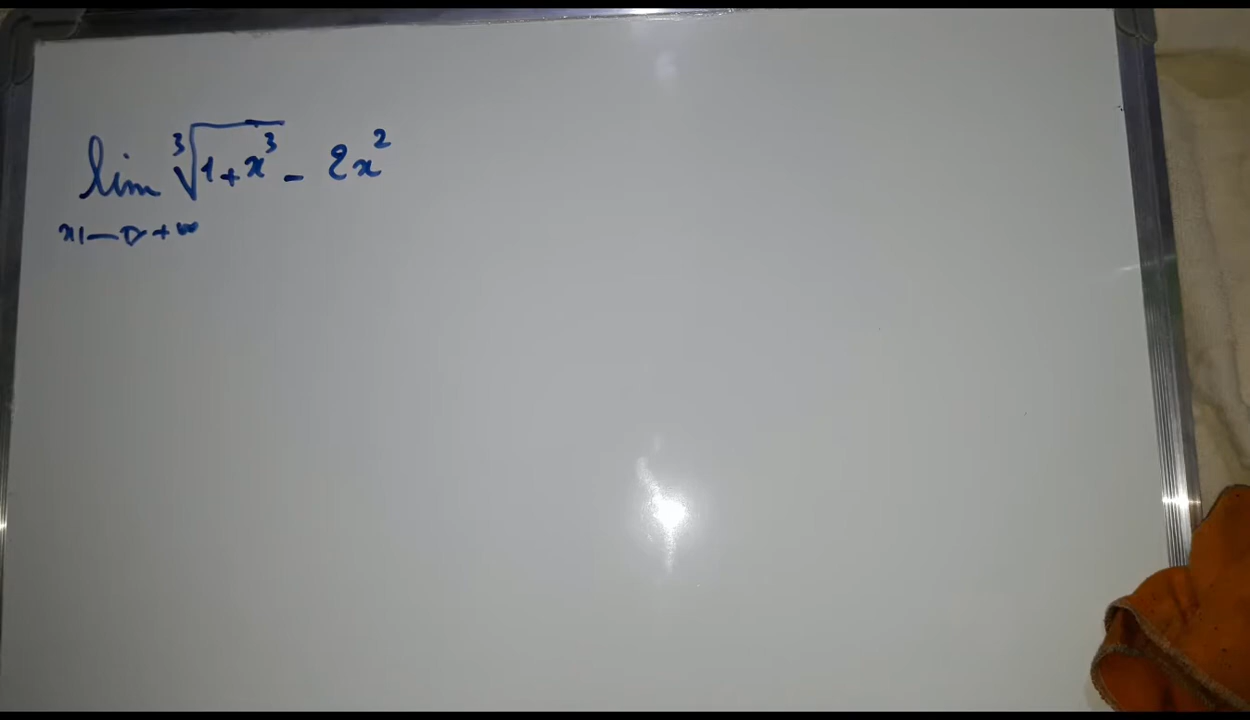 lim ∛(1+x³) - 2x²
x↦+∞